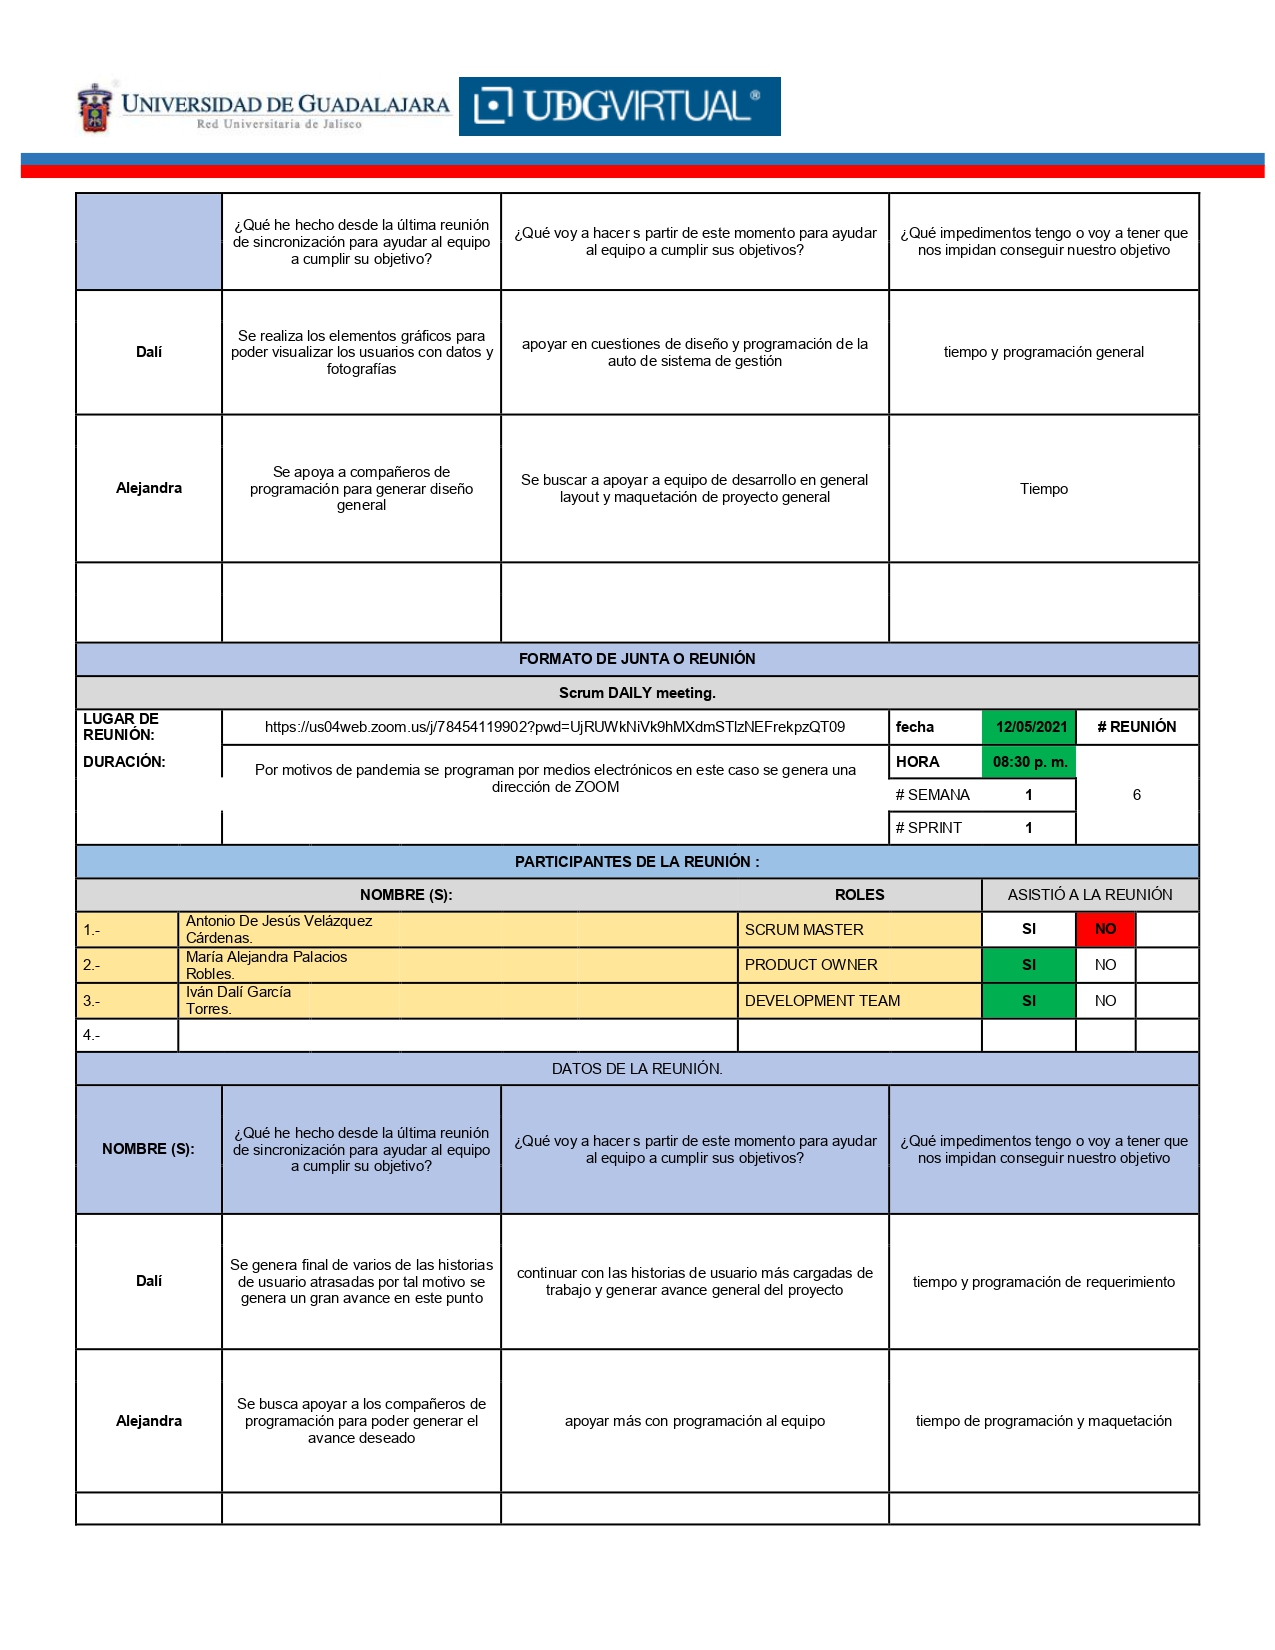 UNIVERSIDAD DE GUADALAJARA
Red Universitaria de Jalisco
UDGVIRTUAL®
¿Qué he hecho desde la última reunión
de sincronización para ayudar al equipo
a cumplir su objetivo?
¿Qué voy a hacer s partir de este momento para ayudar
al equipo a cumplir sus objetivos?
¿Qué impedimentos tengo o voy a tener que
nos impidan conseguir nuestro objetivo
Dalí
Se realiza los elementos gráficos para
poder visualizar los usuarios con datos y
fotografías
apoyar en cuestiones de diseño y programación de la
auto de sistema de gestión
tiempo y programación general
Alejandra
Se apoya a compañeros de
programación para generar diseño
general
Se buscar a apoyar a equipo de desarrollo en general
layout y maquetación de proyecto general
Tiempo
FORMATO DE JUNTA O REUNIÓN
Scrum DAILY meeting.
LUGAR DE
REUNIÓN:
https://us04web.zoom.us/j/78454119902?pwd=UjRUWkNiVk9hMXdmSTlzNEFrekpzQT09
fecha
12/05/2021
# REUNIÓN
DURACIÓN:
Por motivos de pandemia se programan por medios electrónicos en este caso se genera una
dirección de ZOOM
HORA
08:30 p. m.
# SEMANA
1
6
# SPRINT
1
PARTICIPANTES DE LA REUNIÓN :
NOMBRE (S):
ROLES
ASISTIÓ A LA REUNIÓN
1.-
Antonio De Jesús Velázquez
Cárdenas.
SCRUM MASTER
SI
NO
2.-
María Alejandra Palacios
Robles.
PRODUCT OWNER
SI
NO
3.-
Iván Dalí García
Torres.
DEVELOPMENT TEAM
SI
NO
4.-
DATOS DE LA REUNIÓN.
NOMBRE (S):
¿Qué he hecho desde la última reunión
de sincronización para ayudar al equipo
a cumplir su objetivo?
¿Qué voy a hacer s partir de este momento para ayudar
al equipo a cumplir sus objetivos?
¿Qué impedimentos tengo o voy a tener que
nos impidan conseguir nuestro objetivo
Dalí
Se genera final de varios de las historias
de usuario atrasadas por tal motivo se
genera un gran avance en este punto
continuar con las historias de usuario más cargadas de
trabajo y generar avance general del proyecto
tiempo y programación de requerimiento
Alejandra
Se busca apoyar a los compañeros de
programación para poder generar el
avance deseado
apoyar más con programación al equipo
tiempo de programación y maquetación